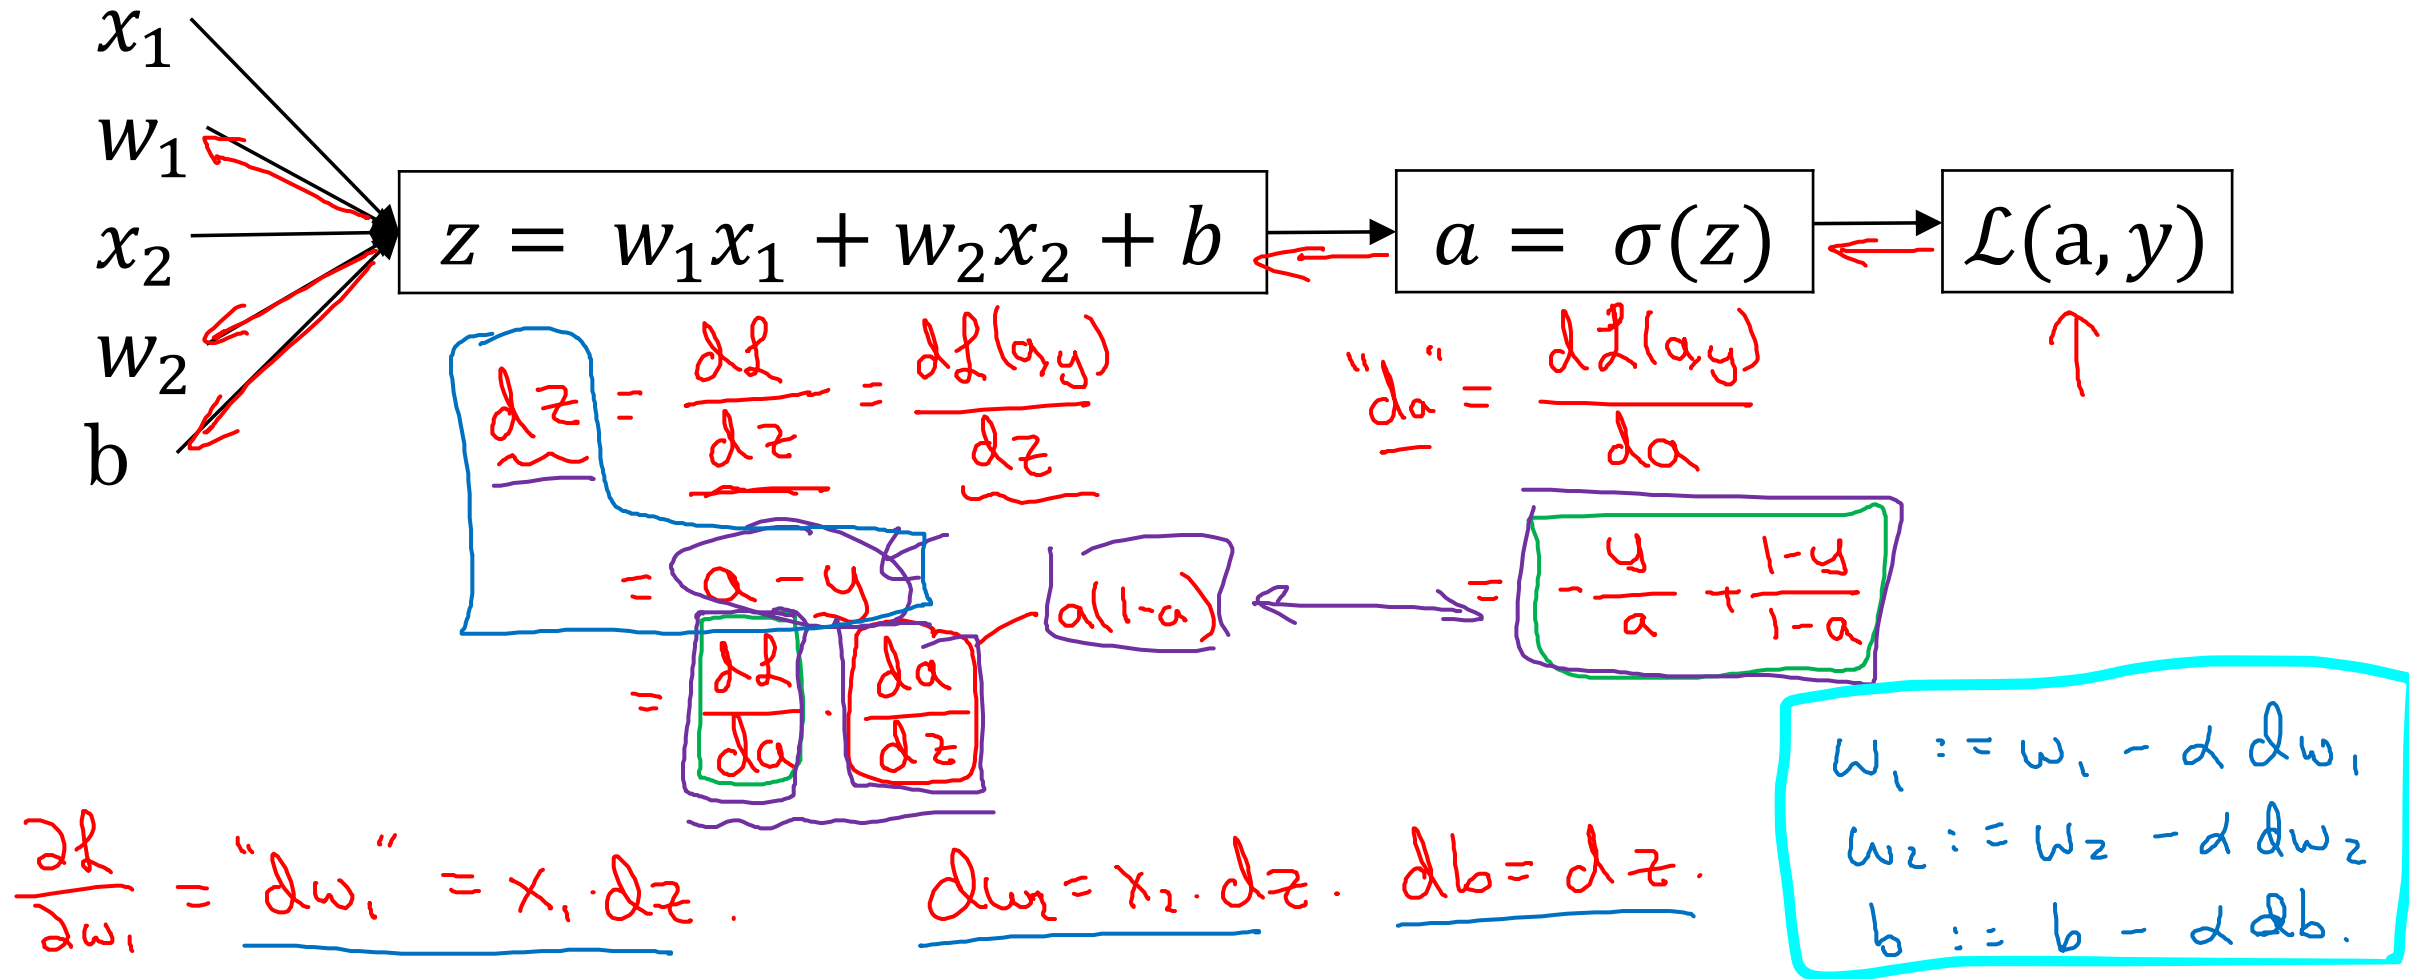 x₁
w₁
x₂
w₂
b
z = w₁x₁ + w₂x₂ + b
a = σ(z)
ℒ(a, y)
dz = dℒ/dz = dℒ(a,y)/dz
= a - y
= dℒ/da · da/dz
a(1-a)
"da" = dℒ(a,y)/da
= -y/a + (1-y)/(1-a)
∂ℒ/∂w₁ = "dw₁" = x₁·dz.
dw₂ = x₂·dz.
db = dz.
w₁ := w₁ - α dw₁
w₂ := w₂ - α dw₂
b := b - α db.